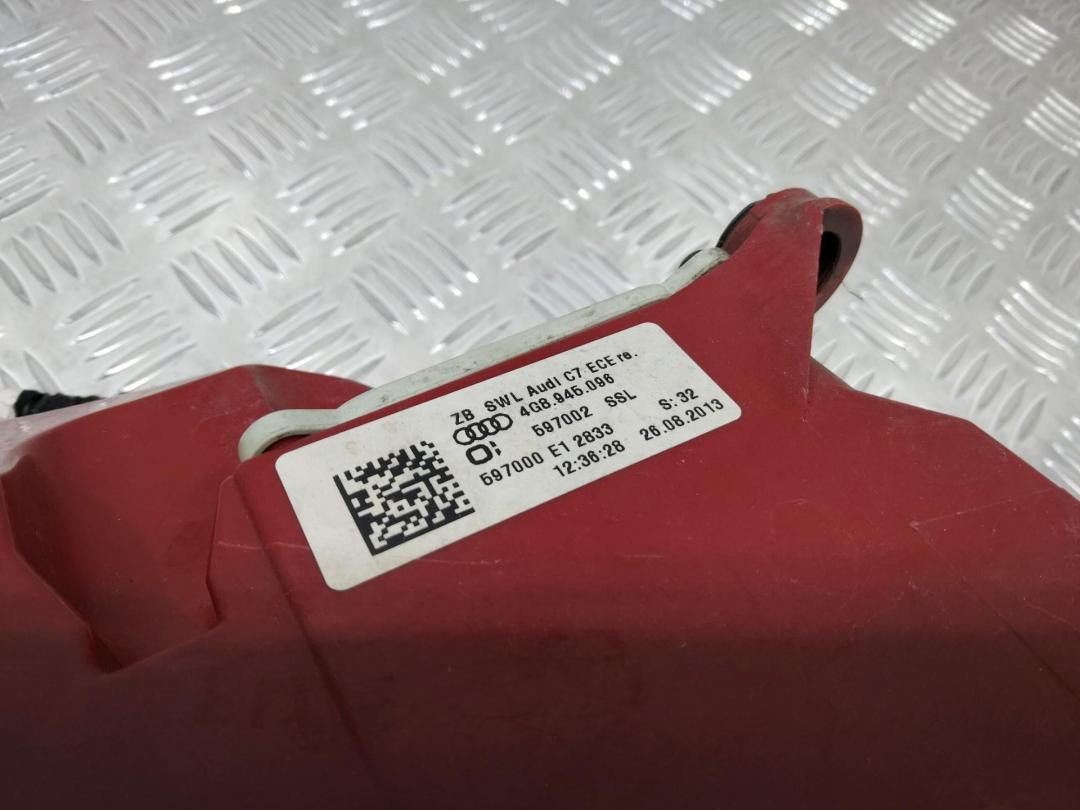 ZB SWL Audi C7 ECE re.
4G8.945.096
597002 SSL
597000 E1 2833 S:32
12:36:28 26.08.2013